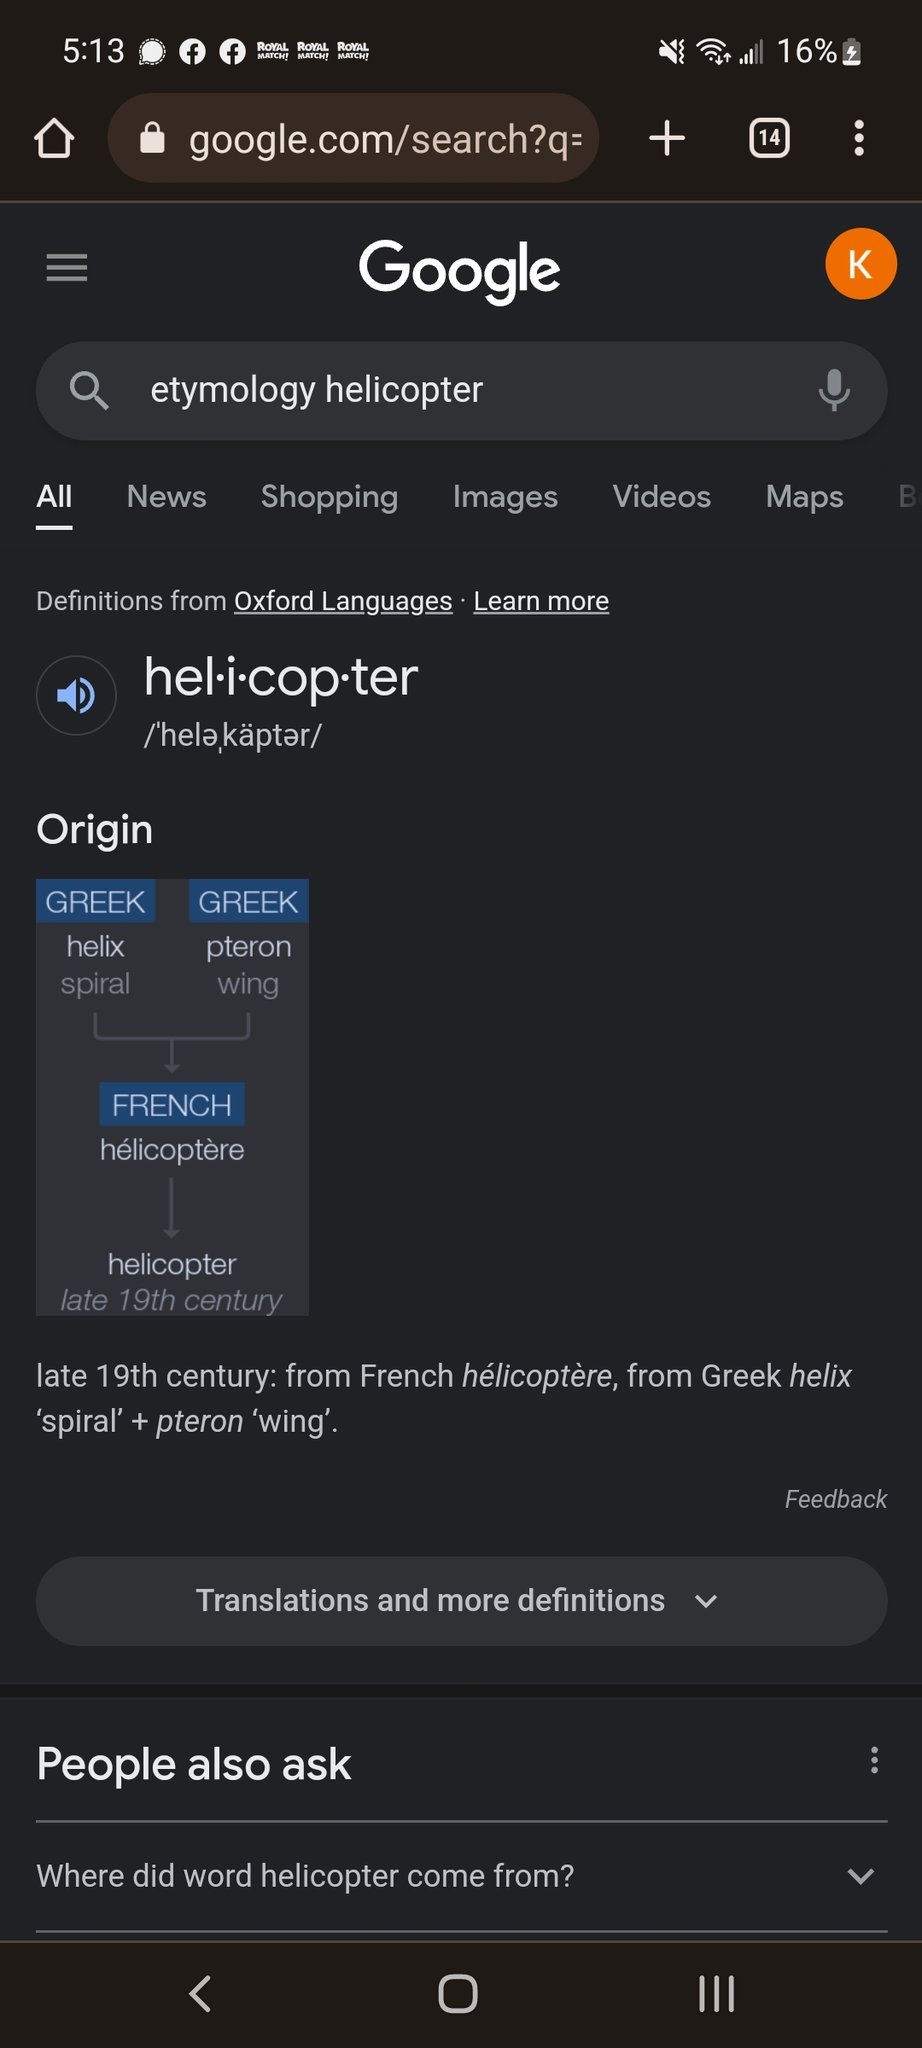 5:13 ROYAL MATCH! ROYAL MATCH! ROYAL MATCH! 16%
google.com/search?q= 14
Google K
etymology helicopter
All News Shopping Images Videos Maps B
Definitions from Oxford Languages · Learn more
hel·i·cop·ter
/ˈheləˌkäptər/
Origin
GREEK GREEK
helix pteron
spiral wing
FRENCH
hélicoptère
helicopter
late 19th century
late 19th century: from French hélicoptère, from Greek helix
‘spiral’ + pteron ‘wing’.
Feedback
Translations and more definitions
People also ask
Where did word helicopter come from?